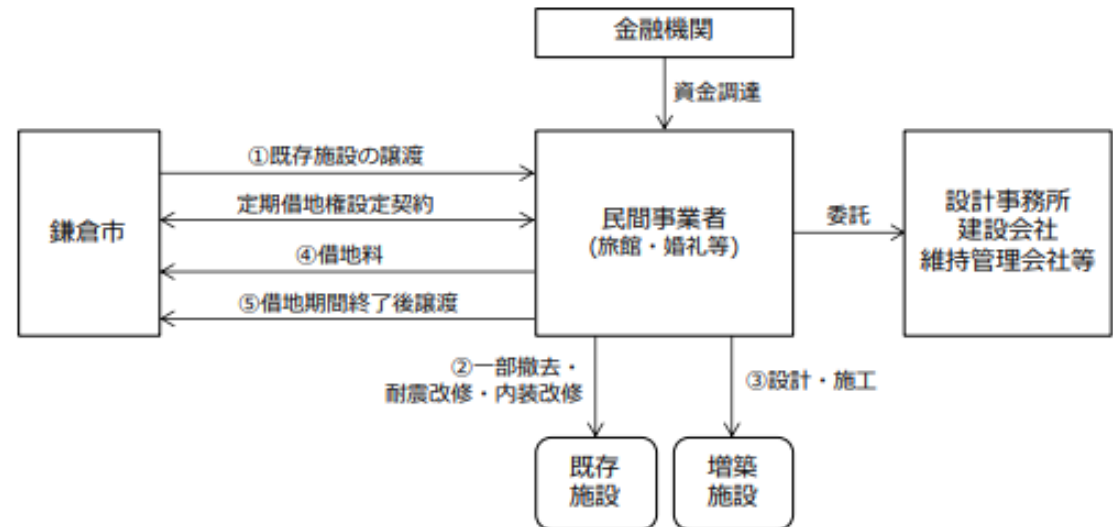 金融機関
資金調達
①既存施設の譲渡
定期借地権設定契約
④借地料
⑤借地期間終了後譲渡
鎌倉市
民間事業者
(旅館・婚礼等)
委託
設計事務所
建設会社
維持管理会社等
②一部撤去・
耐震改修・内装改修
③設計・施工
既存
施設
増築
施設